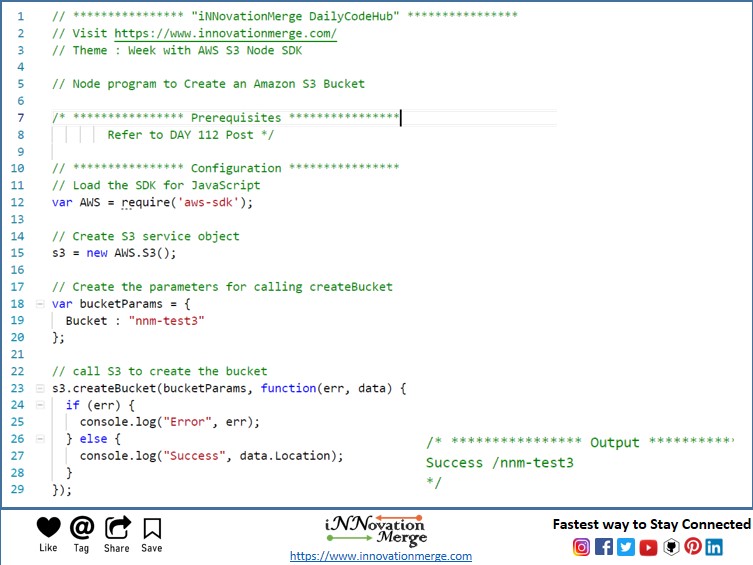 1 // **************** "iNNovationMerge DailyCodeHub" ****************
2 // Visit https://www.innovationmerge.com/
3 // Theme : Week with AWS S3 Node SDK
4
5 // Node program to Create an Amazon S3 Bucket
6
7 /* **************** Prerequisites ****************
8 Refer to DAY 112 Post */
9
10 // **************** Configuration ****************
11 // Load the SDK for JavaScript
12 var AWS = require('aws-sdk');
13
14 // Create S3 service object
15 s3 = new AWS.S3();
16
17 // Create the parameters for calling createBucket
18 var bucketParams = {
19 Bucket : "nnm-test3"
20 };
21
22 // call S3 to create the bucket
23 s3.createBucket(bucketParams, function(err, data) {
24 if (err) {
25 console.log("Error", err);
26 } else {
27 console.log("Success", data.Location);
28 }
29 });
/* **************** Output **********
Success /nnm-test3
*/
Like Tag Share Save
iNNovation
Merge
https://www.innovationmerge.com
Fastest way to Stay Connected